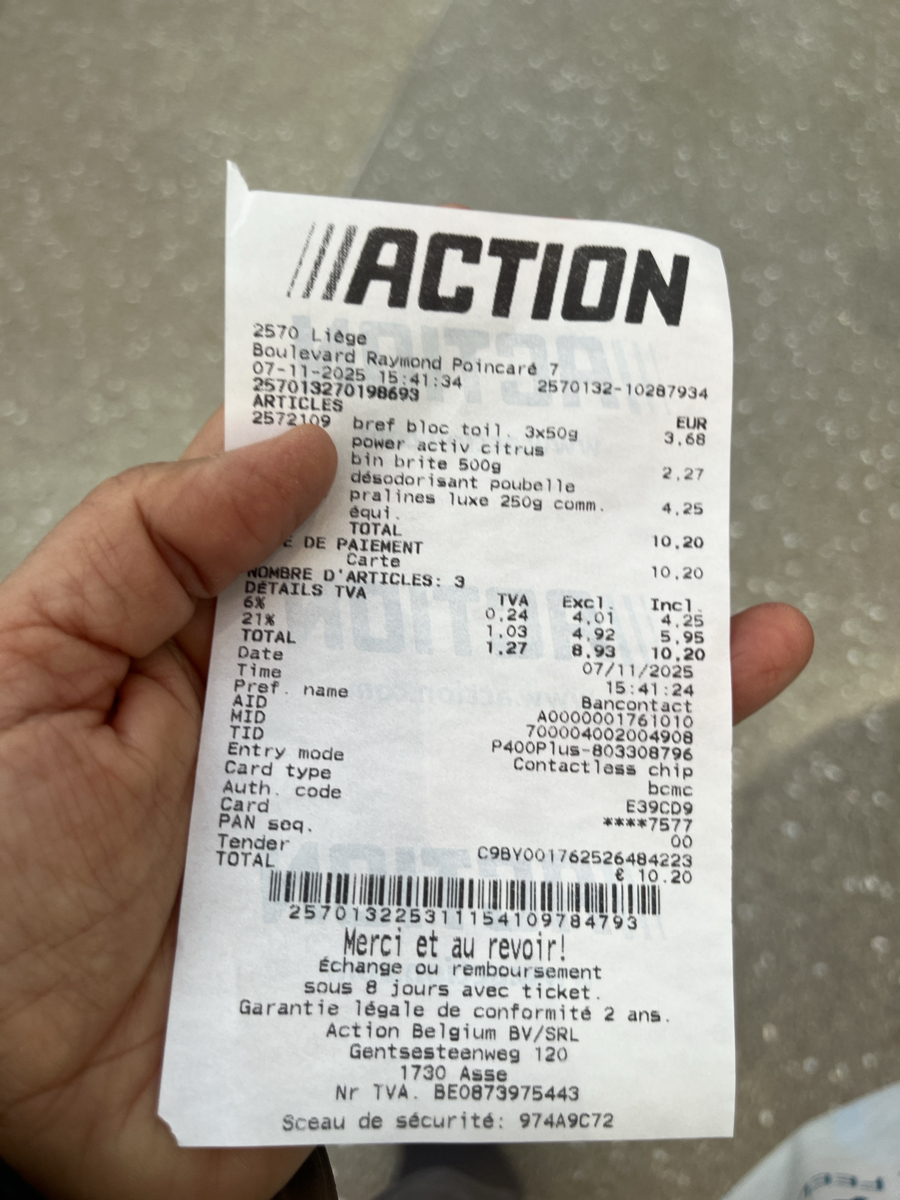 ACTION
2570 Liège
Boulevard Raymond Poincaré 7
07-11-2025 15:41:34 2570132-10287934
257013270198693
ARTICLES EUR
2572109 bref bloc toil. 3x50g 3,68
power activ citrus
bin brite 500g 2,27
désodorisant poubelle
pralines luxe 250g comm. 4,25
équi.
TOTAL 10,20
E DE PAIEMENT
Carte 10,20
NOMBRE D'ARTICLES: 3
DÉTAILS TVA TVA Excl. Incl.
6% 0,24 4,01 4,25
21% 1,03 4,92 5,95
TOTAL 1,27 8,93 10,20
Date 07/11/2025
Time 15:41:24
Pref. name Bancontact
AID A0000001761010
MID 700004002004908
TID P400Plus-803308796
Entry mode Contactless chip
Card type bcmc
Auth. code E39CD9
Card ****7577
PAN seq. 00
Tender C9BY001762526484223
TOTAL € 10.20
257013225311154109784793
Merci et au revoir!
Échange ou remboursement
sous 8 jours avec ticket.
Garantie légale de conformité 2 ans.
Action Belgium BV/SRL
Gentsesteenweg 120
1730 Asse
Nr TVA. BE0873975443
Sceau de sécurité: 974A9C72